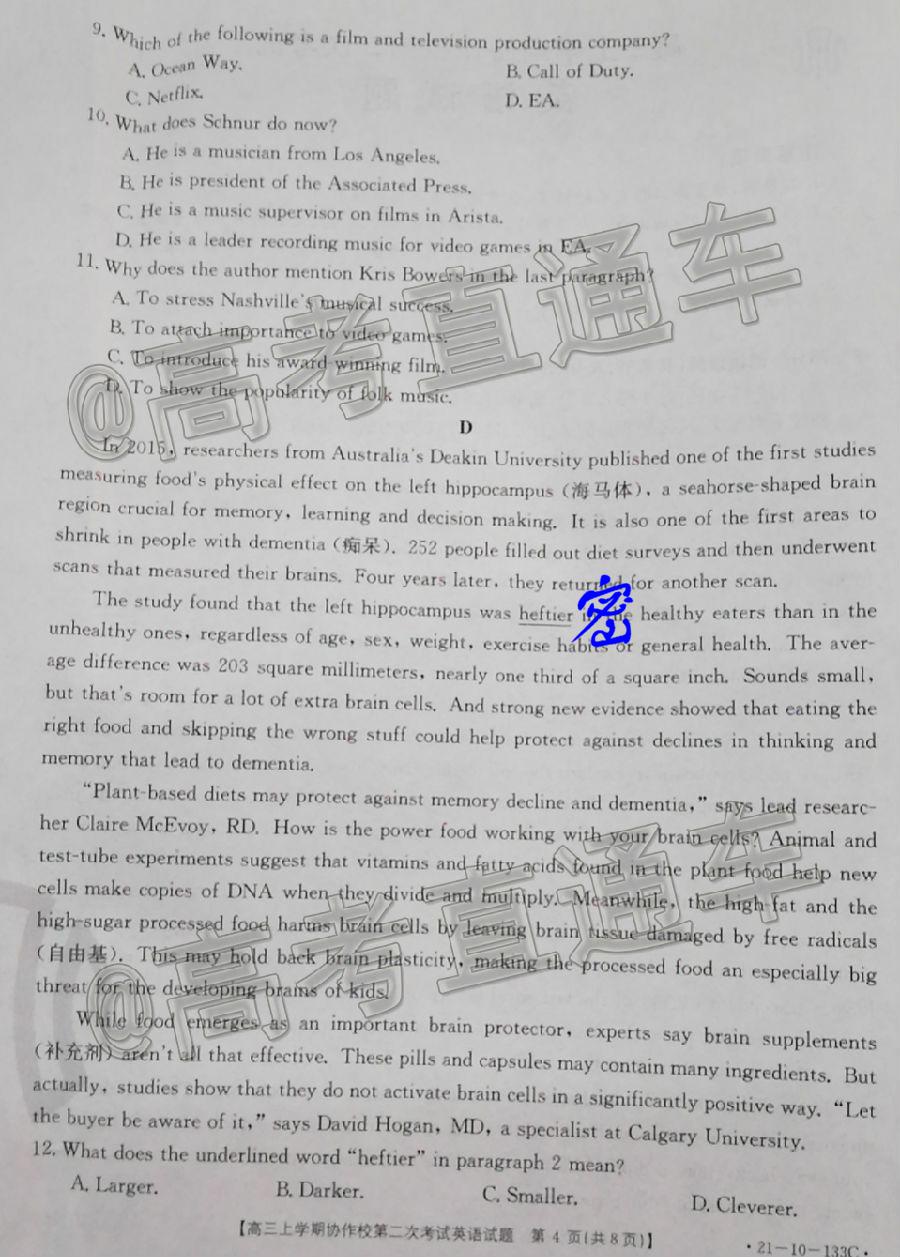 9. Which of the following is a film and television production company?
A. Ocean Way. B. Call of Duty.
C. Netflix. D. EA.
10. What does Schnur do now?
A. He is a musician from Los Angeles.
B. He is president of the Associated Press.
C. He is a music supervisor on films in Arista.
D. He is a leader recording music for video games in EA.
11. Why does the author mention Kris Bowers in the last paragraph?
A. To stress Nashville's musical success.
B. To attach importance to video games.
C. To introduce his award-winning film.
D. To show the popularity of folk music.
@高考直通车
D
In 2015, researchers from Australia's Deakin University published one of the first studies
measuring food's physical effect on the left hippocampus (海马体), a seahorse-shaped brain
region crucial for memory, learning and decision making. It is also one of the first areas to
shrink in people with dementia (痴呆). 252 people filled out diet surveys and then underwent
scans that measured their brains. Four years later, they returned for another scan.
密
The study found that the left hippocampus was heftier in the healthy eaters than in the
unhealthy ones, regardless of age, sex, weight, exercise habits or general health. The aver-
age difference was 203 square millimeters, nearly one third of a square inch. Sounds small,
but that's room for a lot of extra brain cells. And strong new evidence showed that eating the
right food and skipping the wrong stuff could help protect against declines in thinking and
memory that lead to dementia.
"Plant-based diets may protect against memory decline and dementia," says lead researc-
her Claire McEvoy, RD. How is the power food working with your brain cells? Animal and
test-tube experiments suggest that vitamins and fatty acids found in the plant food help new
cells make copies of DNA when they divide and multiply. Meanwhile, the high-fat and the
high-sugar processed food harms brain cells by leaving brain tissue damaged by free radicals
(自由基). This may hold back brain plasticity, making the processed food an especially big
threat for the developing brains of kids.
@高考直通车
While food emerges as an important brain protector, experts say brain supplements
(补充剂) aren't all that effective. These pills and capsules may contain many ingredients. But
actually, studies show that they do not activate brain cells in a significantly positive way. "Let
the buyer be aware of it," says David Hogan, MD, a specialist at Calgary University.
12. What does the underlined word "heftier" in paragraph 2 mean?
A. Larger. B. Darker. C. Smaller. D. Cleverer.
【高三上学期协作校第二次考试英语试题 第 4 页(共 8 页)】
·21-10-133C·